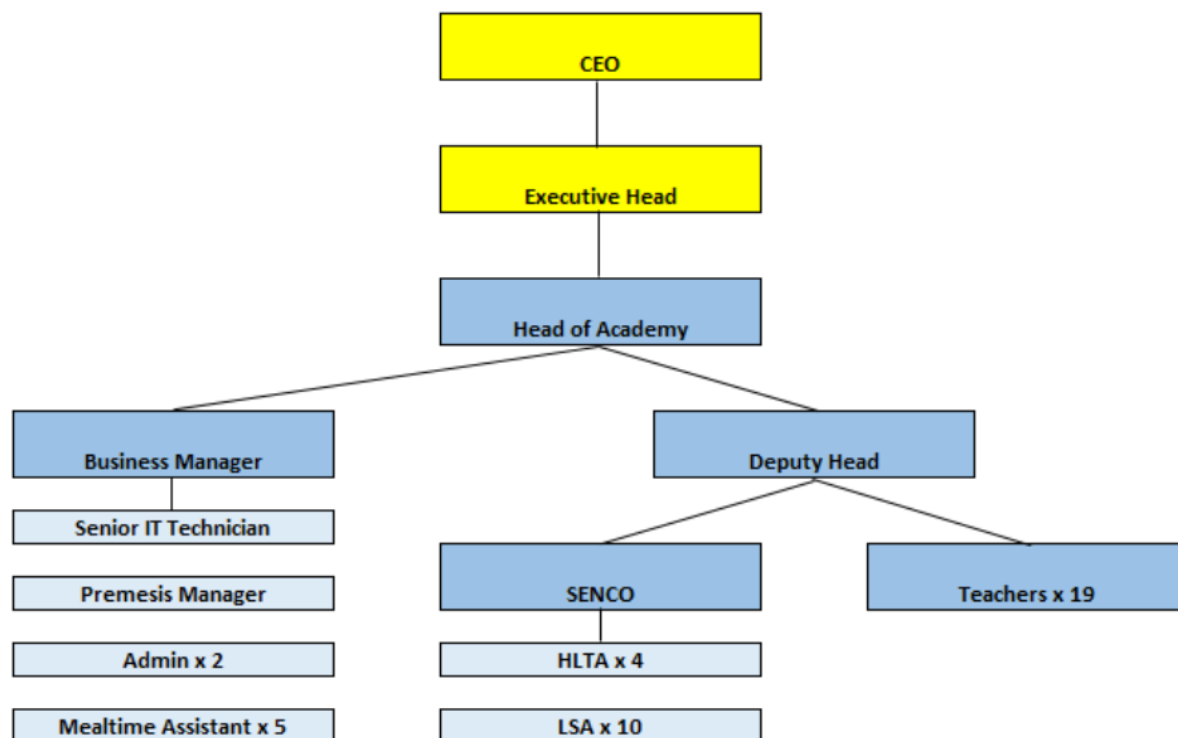 CEO
Executive Head
Head of Academy
Business Manager
Deputy Head
Senior IT Technician
SENCO
Teachers x 19
Premesis Manager
Admin x 2
HLTA x 4
Mealtime Assistant x 5
LSA x 10